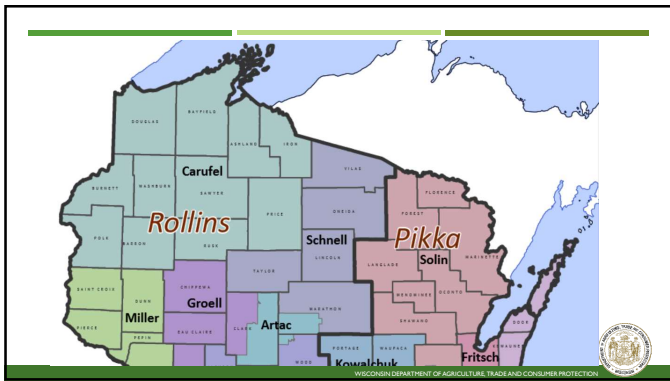 DOUGLAS
BAYFIELD
ASHLAND
IRON
VILAS
Carufel
FLORENCE
BURNETT
WASHBURN
SAWYER
ONEIDA
FOREST
PRICE
Rollins
Pikka
POLK
BARRON
RUSK
Schnell
LINCOLN
LANGLADE
Solin
MARINETTE
TAYLOR
CHIPPEWA
SAINT CROIX
DUNN
Groell
MENOMINEE
OCONTO
Miller
CLARK
Artac
MARATHON
SHAWANO
DOOR
PIERCE
EAU CLAIRE
PEPIN
PORTAGE
WAUPACA
Fritsch
KEWAUNEE
WOOD
Kowalchuk
WISCONSIN DEPARTMENT OF AGRICULTURE, TRADE AND CONSUMER PROTECTION